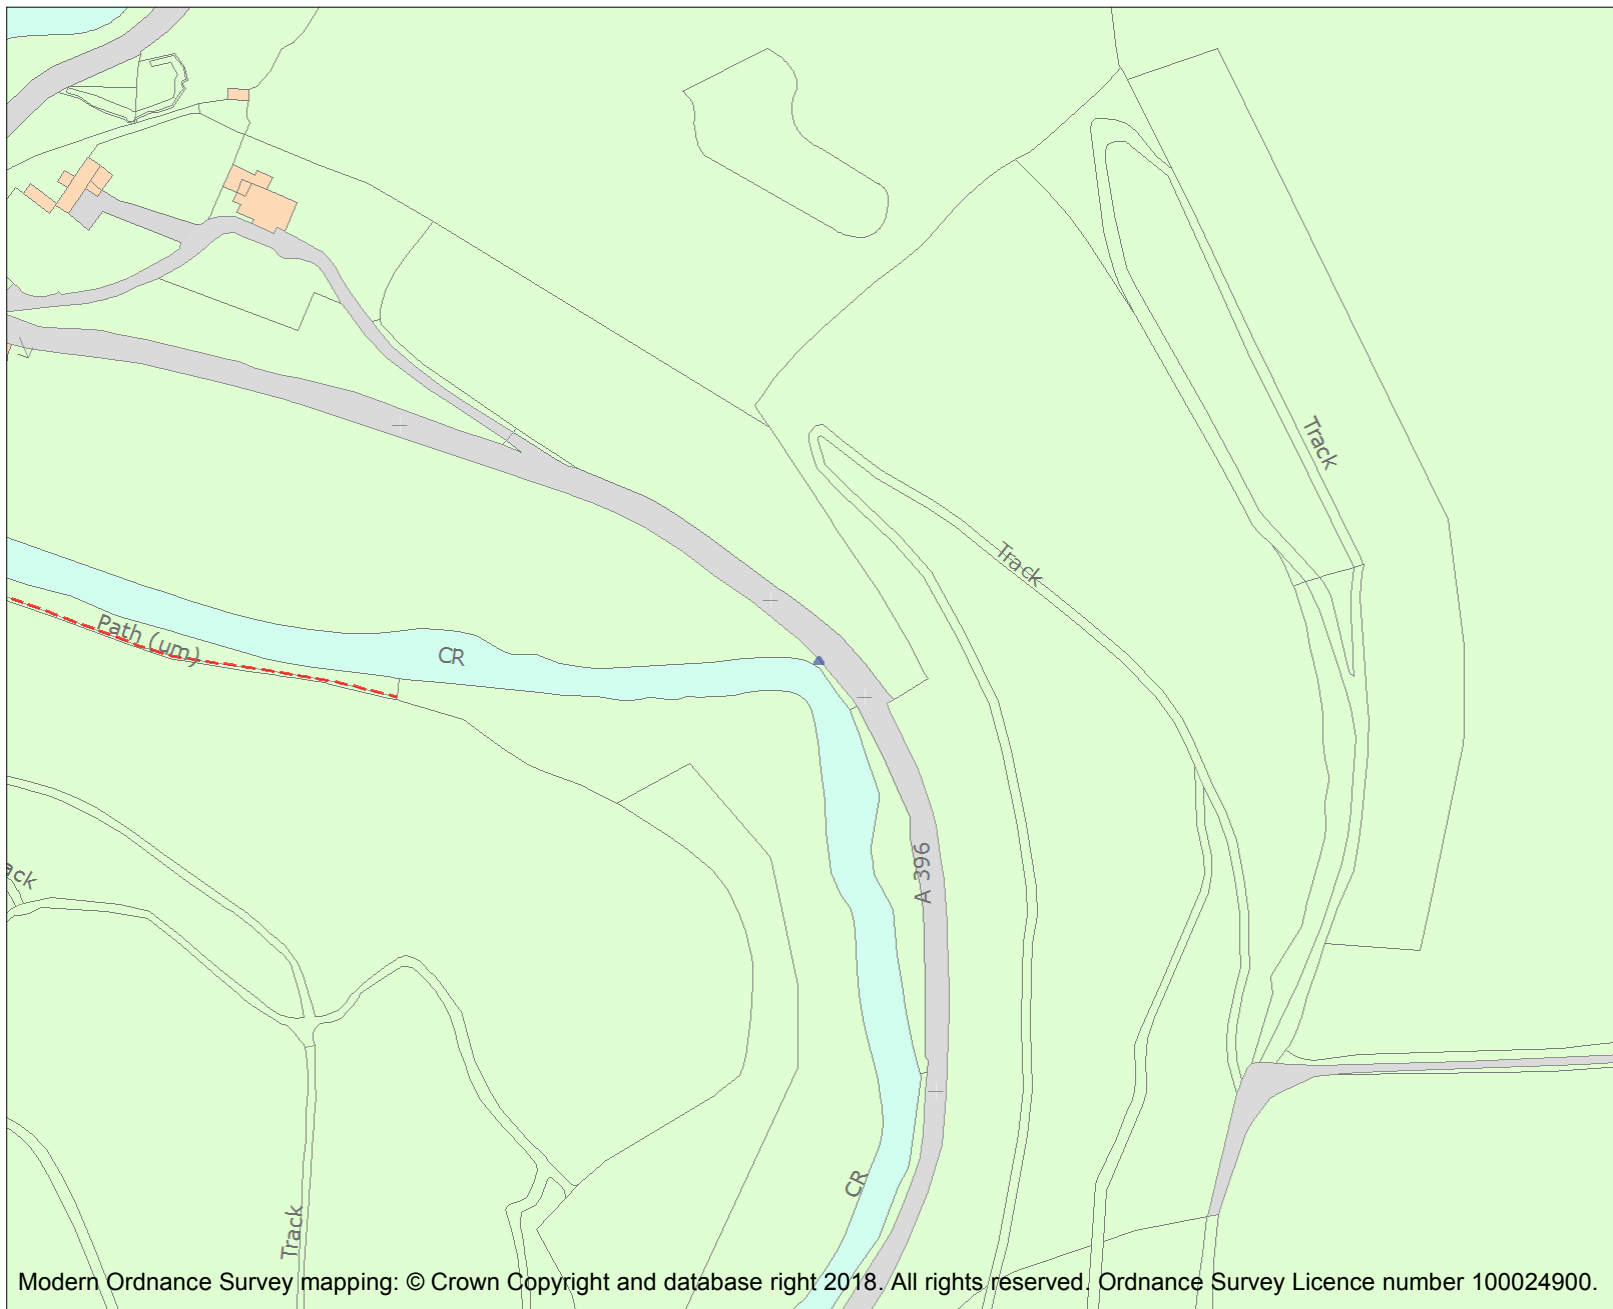 Track
Track
Path (um)
CR
A 396
ack
CR
Track
Modern Ordnance Survey mapping: © Crown Copyright and database right 2018. All rights reserved. Ordnance Survey Licence number 100024900.